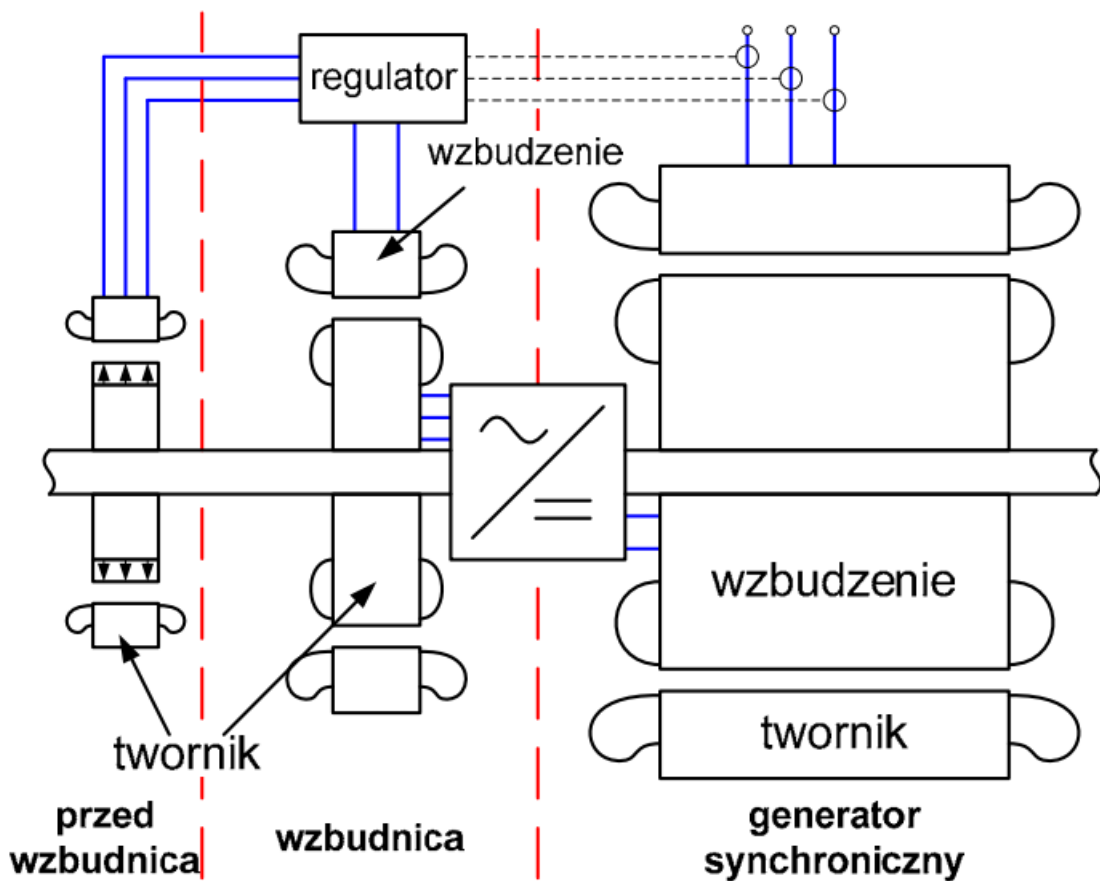 regulator
wzbudzenie
wzbudzenie
twornik
twornik
przed
wzbudnica
wzbudnica
generator
synchroniczny